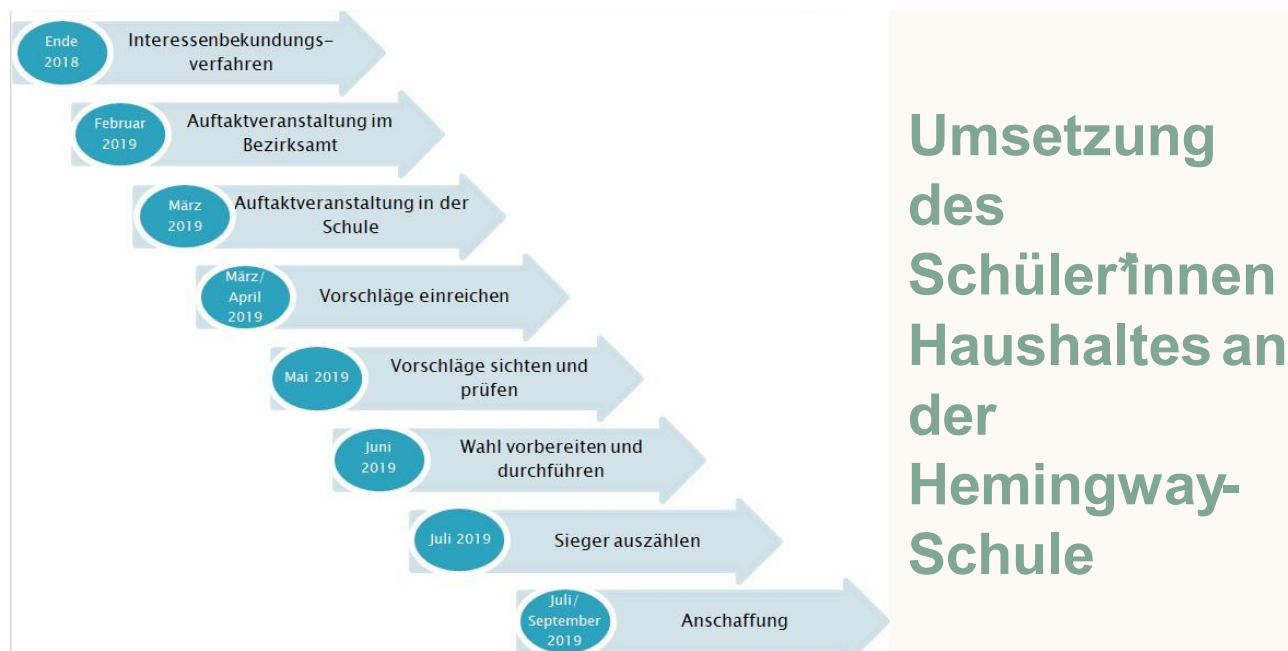 Ende
2018
Interessenbekundungs-
verfahren
Februar
2019
Auftaktveranstaltung im
Bezirksamt
März
2019
Auftaktveranstaltung in der
Schule
März/
April
2019
Vorschläge einreichen
Mai 2019
Vorschläge sichten und
prüfen
Juni
2019
Wahl vorbereiten und
durchführen
Juli 2019
Sieger auszählen
Juli/
September
2019
Anschaffung
Umsetzung
des
Schüler*innen
Haushaltes an
der
Hemingway-
Schule